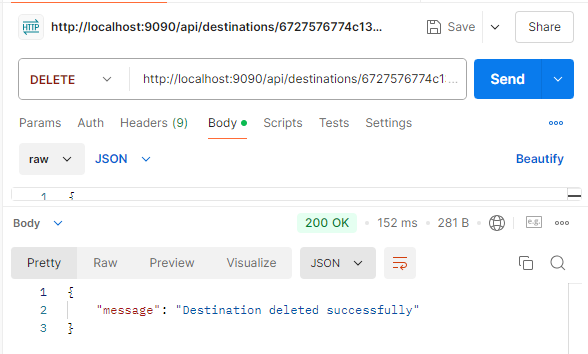 HTTP http://localhost:9090/api/destinations/6727576774c13... Save Share
DELETE http://localhost:9090/api/destinations/6727576774c1... Send
Params Auth Headers (9) Body Scripts Tests Settings
raw JSON Beautify
1 {
Body 200 OK 152 ms 281 B e.g.
Pretty Raw Preview Visualize JSON
1 {
2 "message": "Destination deleted successfully"
3 }